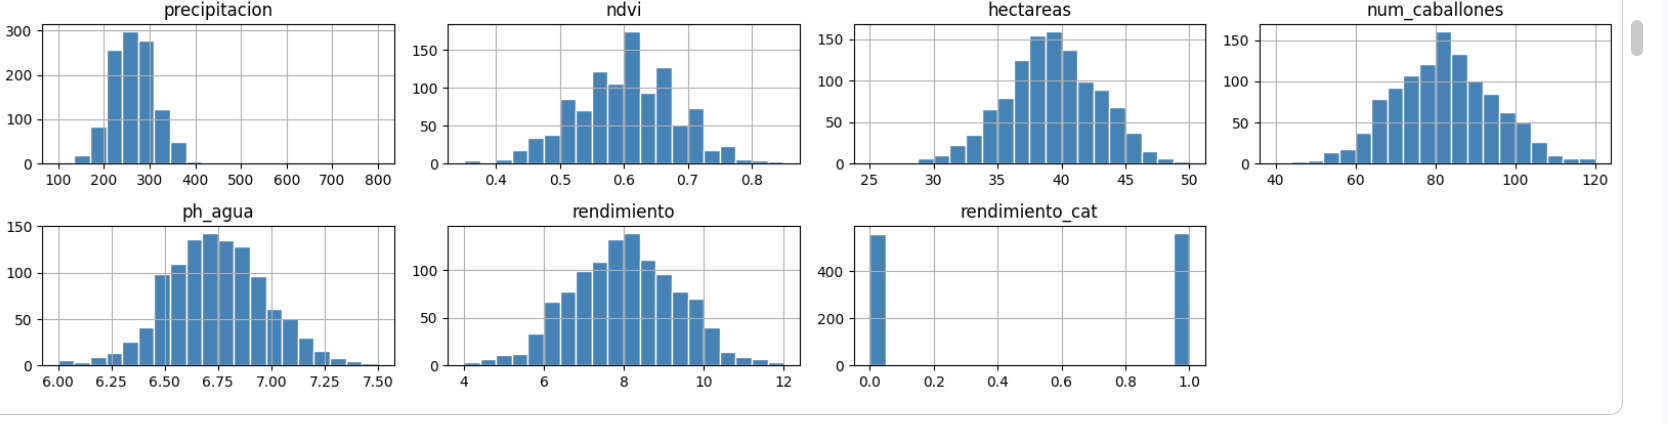 precipitacion
300
200
100
0
100 200 300 400 500 600 700 800
ndvi
150
100
50
0
0.4 0.5 0.6 0.7 0.8
hectareas
150
100
50
0
25 30 35 40 45 50
num_caballones
150
100
50
0
40 60 80 100 120
ph_agua
150
100
50
0
6.00 6.25 6.50 6.75 7.00 7.25 7.50
rendimiento
100
50
0
4 6 8 10 12
rendimiento_cat
400
200
0
0.0 0.2 0.4 0.6 0.8 1.0